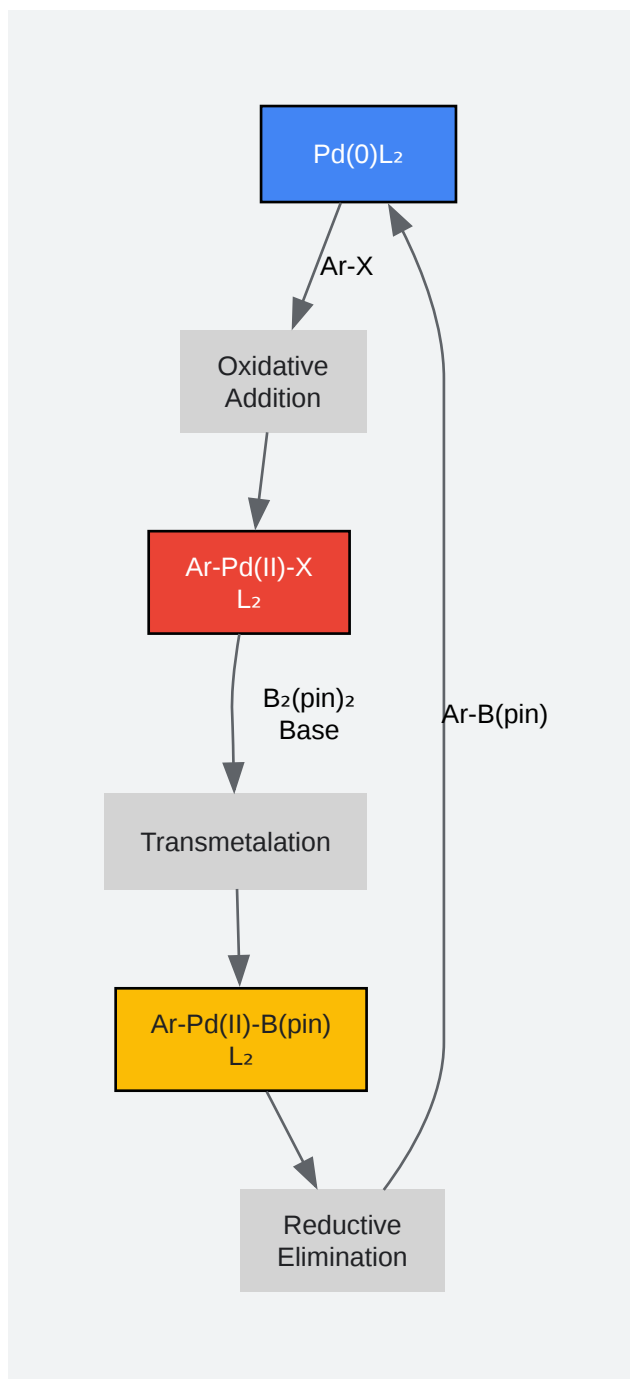 Pd(0)L₂
Ar-X
Oxidative
Addition
Ar-Pd(II)-X
L₂
B₂(pin)₂
Base
Ar-B(pin)
Transmetalation
Ar-Pd(II)-B(pin)
L₂
Reductive
Elimination